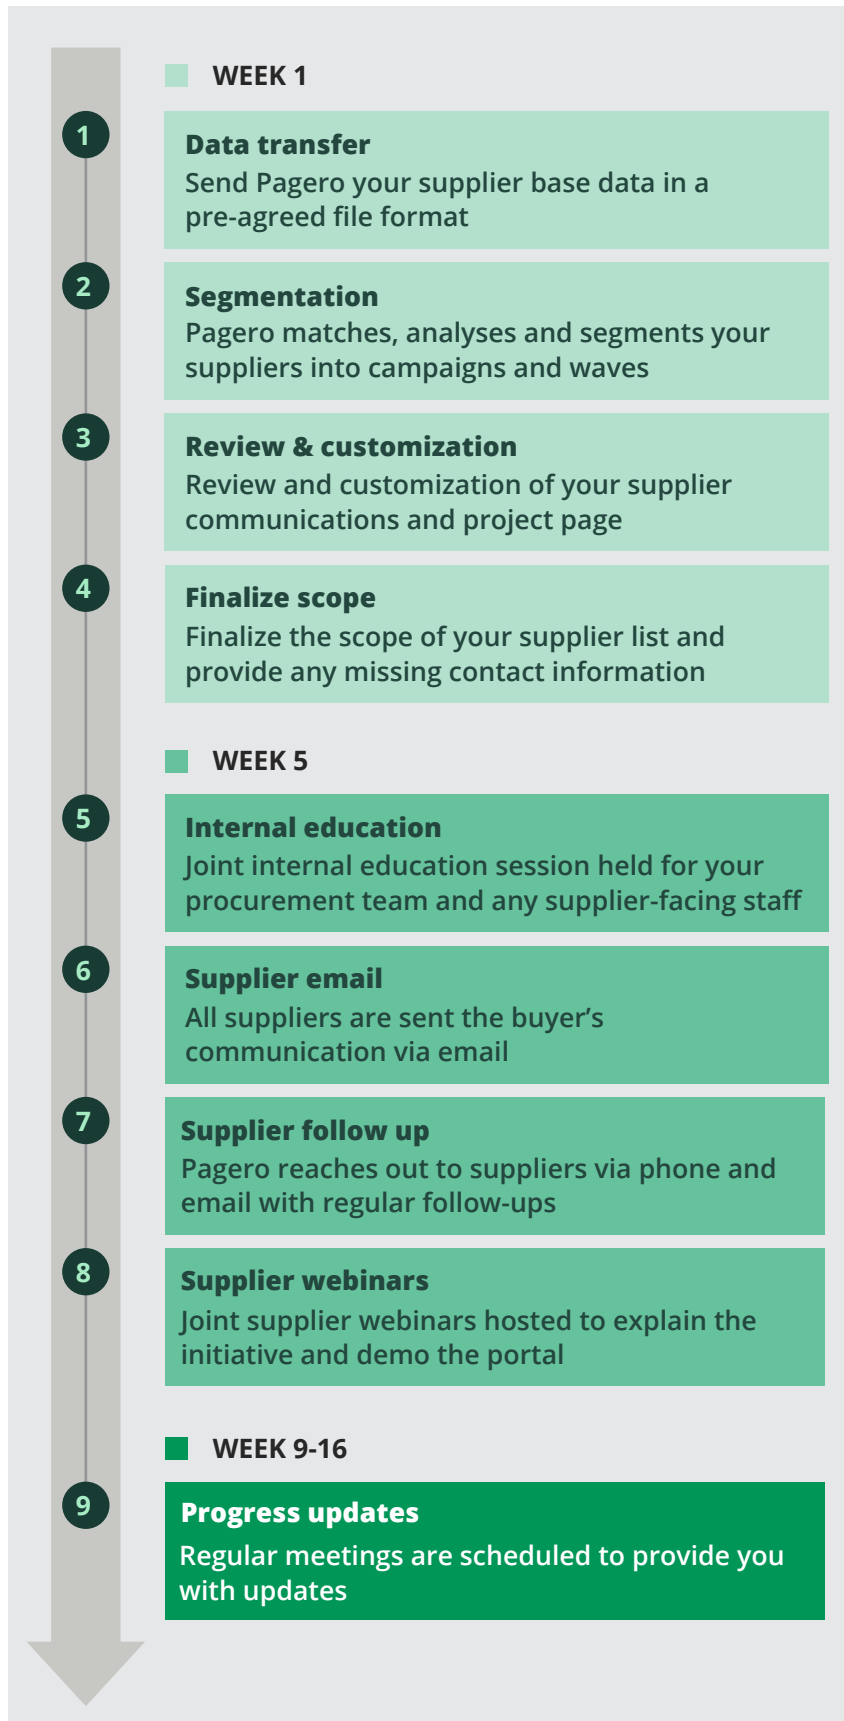 WEEK 1
1
Data transfer
Send Pagero your supplier base data in a
pre-agreed file format
2
Segmentation
Pagero matches, analyses and segments your
suppliers into campaigns and waves
3
Review & customization
Review and customization of your supplier
communications and project page
4
Finalize scope
Finalize the scope of your supplier list and
provide any missing contact information
WEEK 5
5
Internal education
Joint internal education session held for your
procurement team and any supplier-facing staff
6
Supplier email
All suppliers are sent the buyer’s
communication via email
7
Supplier follow up
Pagero reaches out to suppliers via phone and
email with regular follow-ups
8
Supplier webinars
Joint supplier webinars hosted to explain the
initiative and demo the portal
WEEK 9-16
9
Progress updates
Regular meetings are scheduled to provide you
with updates